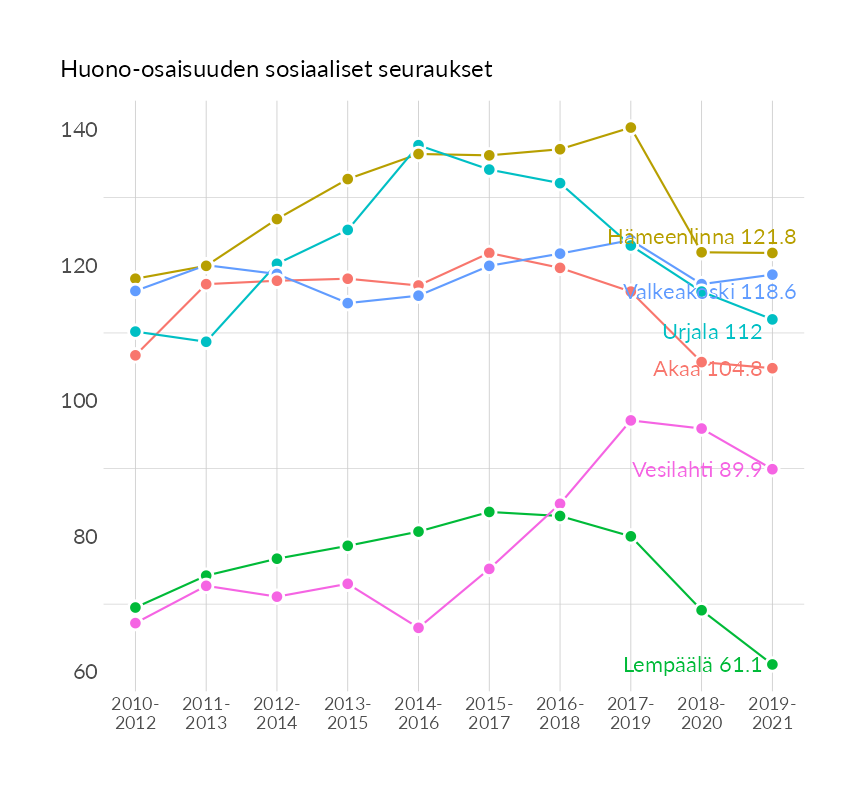 Huono-osaisuuden sosiaaliset seuraukset
140
120
100
80
60
Hämeenlinna 121.8
Valkeakoski 118.6
Urjala 112
Akaa 104.8
Vesilahti 89.9
Lempäälä 61.1
2010- 2011- 2012- 2013- 2014- 2015- 2016- 2017- 2018- 2019-
2012 2013 2014 2015 2016 2017 2018 2019 2020 2021